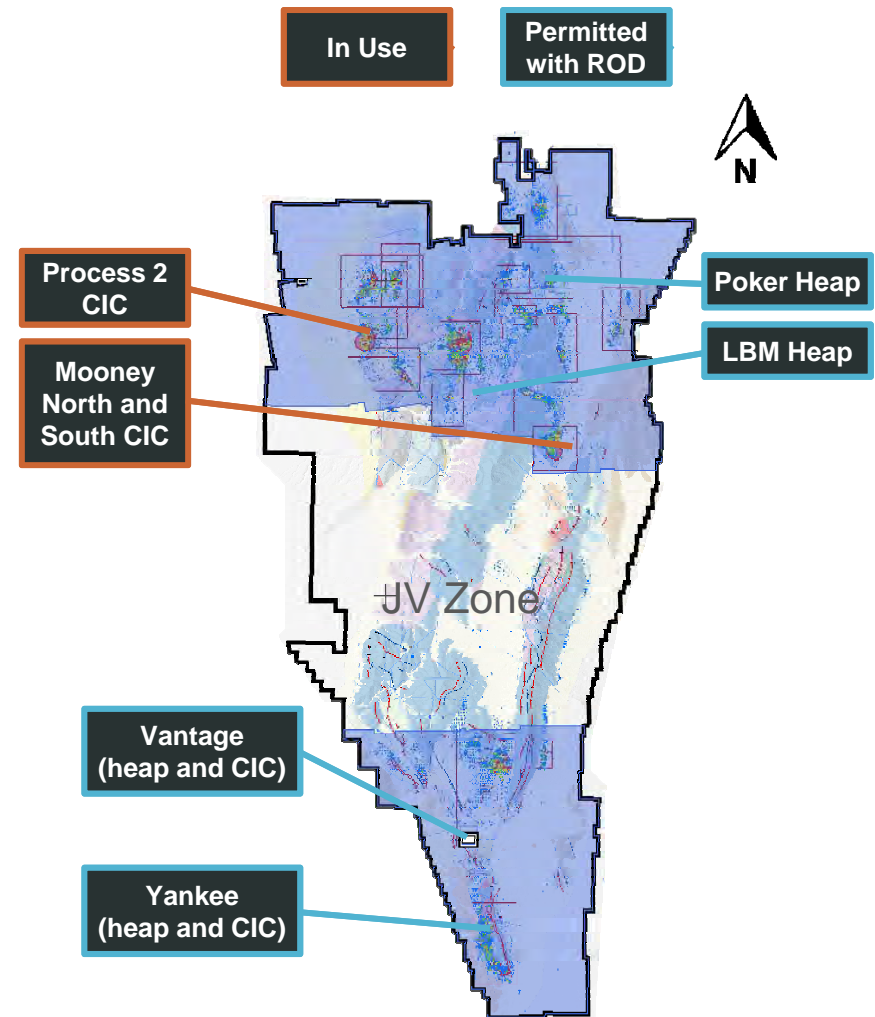 In Use
Permitted
with ROD
N
Process 2
CIC
Poker Heap
Mooney
North and
South CIC
LBM Heap
JV Zone
Vantage
(heap and CIC)
Yankee
(heap and CIC)